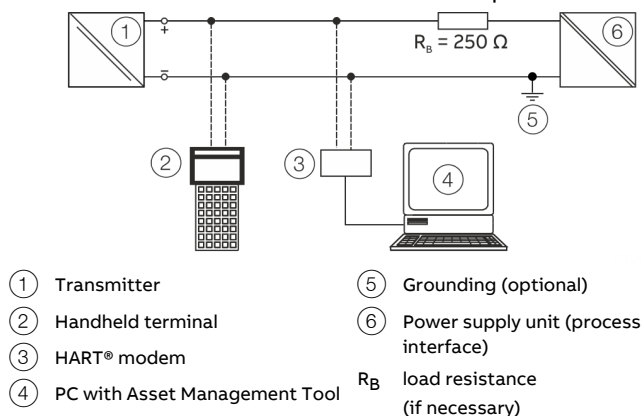 1
+
R_B = 250 Ω
6
−
5
2
3
4
1 Transmitter
2 Handheld terminal
3 HART® modem
4 PC with Asset Management Tool
5 Grounding (optional)
6 Power supply unit (process
interface)
R_B load resistance
(if necessary)